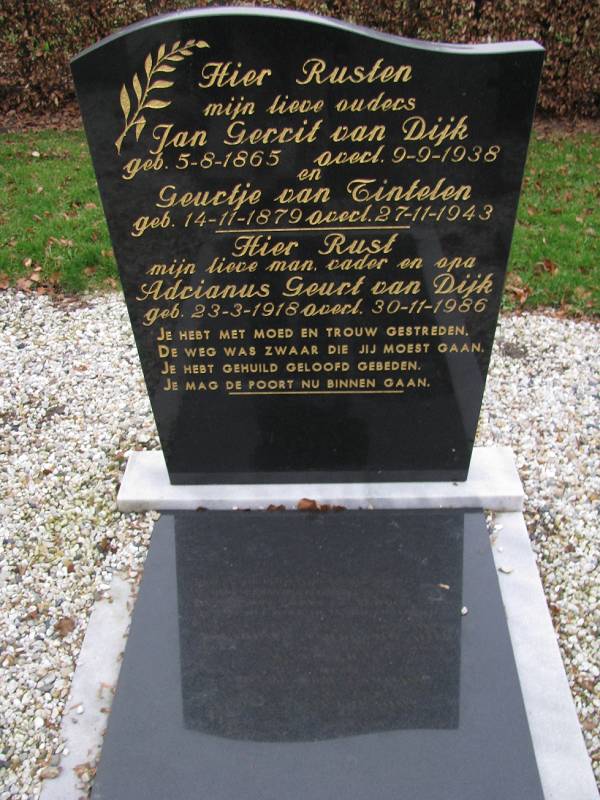 Hier Rusten
mijn lieve ouders
Jan Gerrit van Dijk
geb. 5-8-1865 overl. 9-9-1938
en
Geurtje van Tintelen
geb. 14-11-1879 overl. 27-11-1943
Hier Rust
mijn lieve man, vader en opa
Adrianus Geurt van Dijk
geb. 23-3-1918 overl. 30-11-1986
JE HEBT MET MOED EN TROUW GESTREDEN.
DE WEG WAS ZWAAR DIE JIJ MOEST GAAN.
JE HEBT GEHUILD GELOOFD GEBEDEN.
JE MAG DE POORT NU BINNEN GAAN.